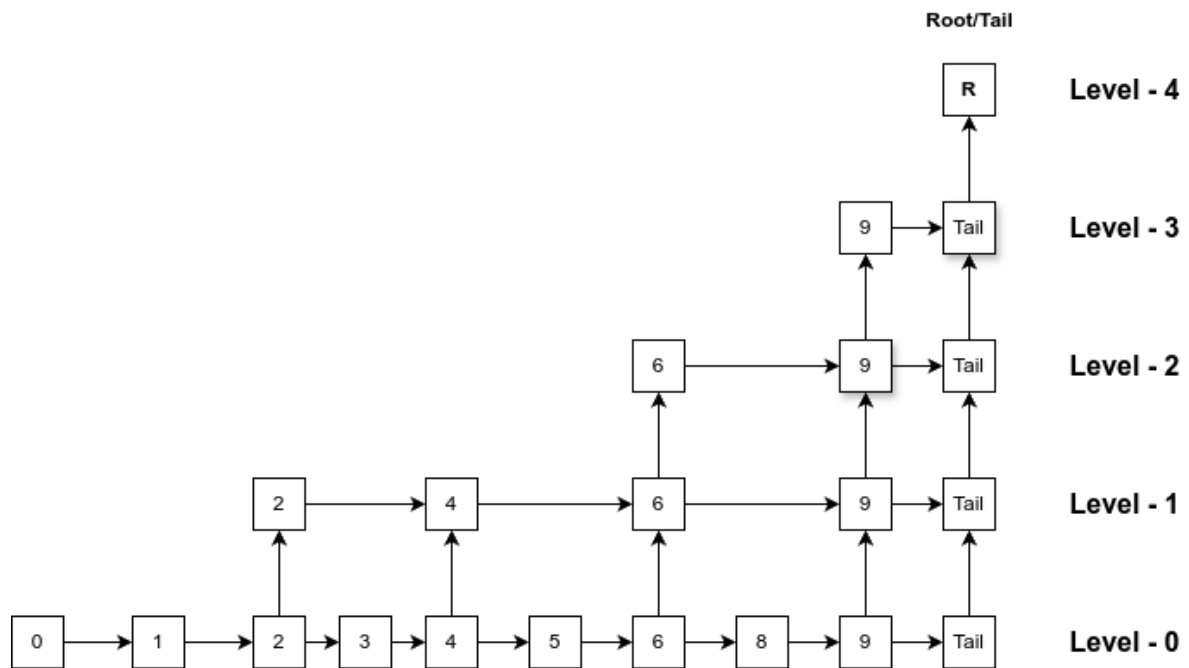 Root/Tail
R Level - 4
9 Tail Level - 3
6 9 Tail Level - 2
2 4 6 9 Tail Level - 1
0 1 2 3 4 5 6 8 9 Tail Level - 0